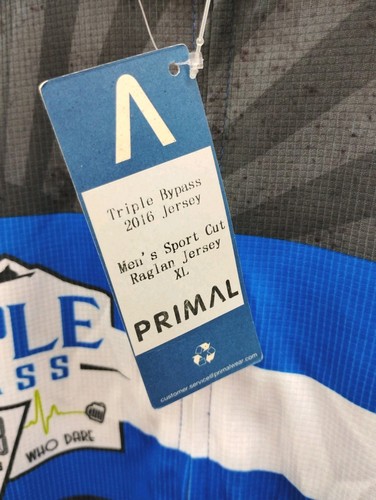 Triple Bypass
2016 Jersey
Men's Sport Cut
Raglan Jersey
XL
PRIMAL
customer.service@primalwear.com
PLE
ASS
WHO DARE